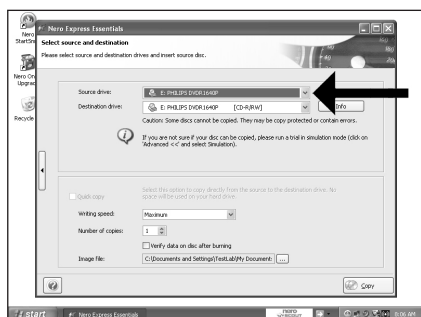 Nero
StartSm
Nero Express Essentials
Select source and destination
Please select source and destination drives and insert source disc.
Nero On
Upgrad
Recycle
Source drive:
E: PHILIPS DVDR1640P
Destination drive:
E: PHILIPS DVDR1640P [CD-R/RW]
Info
Caution: Some discs cannot be copied. They may be copy protected or contain errors.
If you are not sure if your disc can be copied, please run a trial in simulation mode (click on
'Advanced <<' and select Simulation).
Quick copy
Select this option to copy directly from the source to the destination drive. No
space will be used on your hard drive.
Writing speed:
Maximum
Number of copies:
1
Verify data on disc after burning
Image file:
C:\Documents and Settings\TestLab\My Document:
...
Copy
start
Nero Express Essentials
nero
9:06 AM